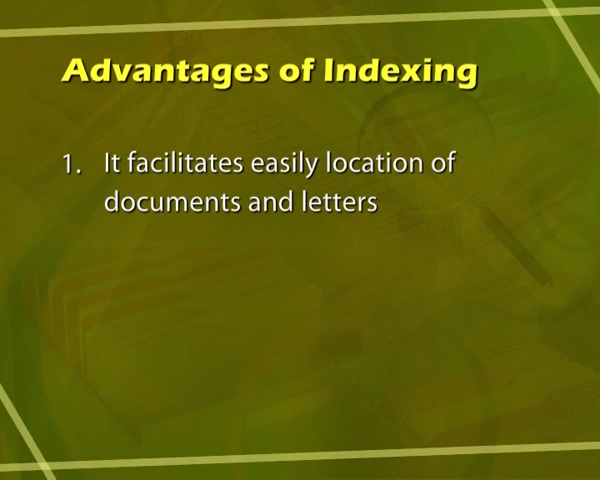 Advantages of Indexing
1. It facilitates easily location of
documents and letters